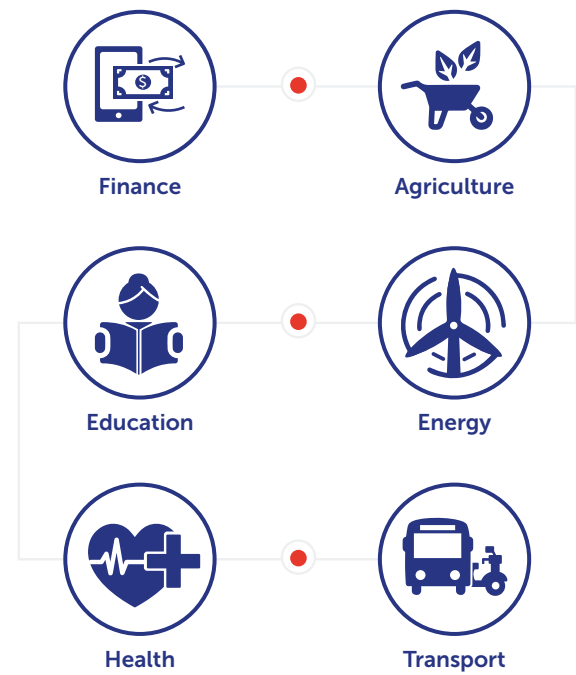 Finance
Agriculture
Education
Energy
Health
Transport